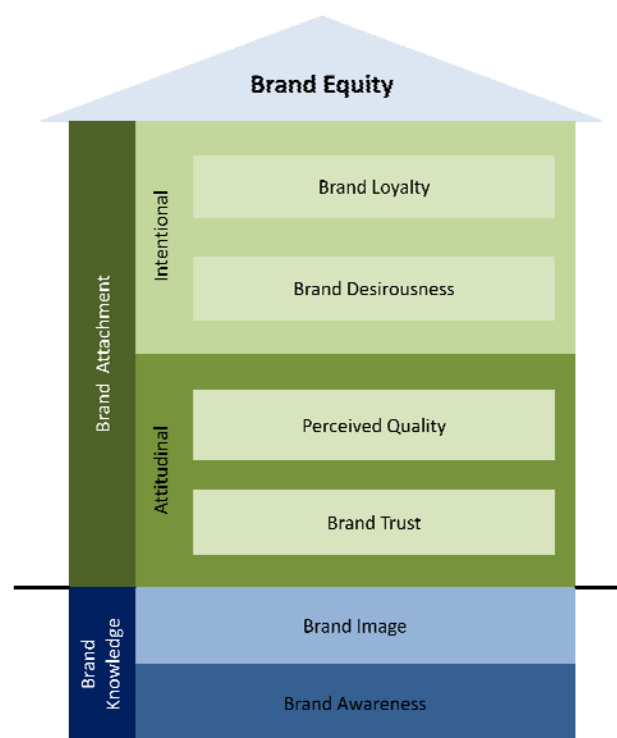 Brand Equity
Brand Attachment
Intentional
Brand Loyalty
Brand Desirousness
Attitudinal
Perceived Quality
Brand Trust
Brand
Knowledge
Brand Image
Brand Awareness